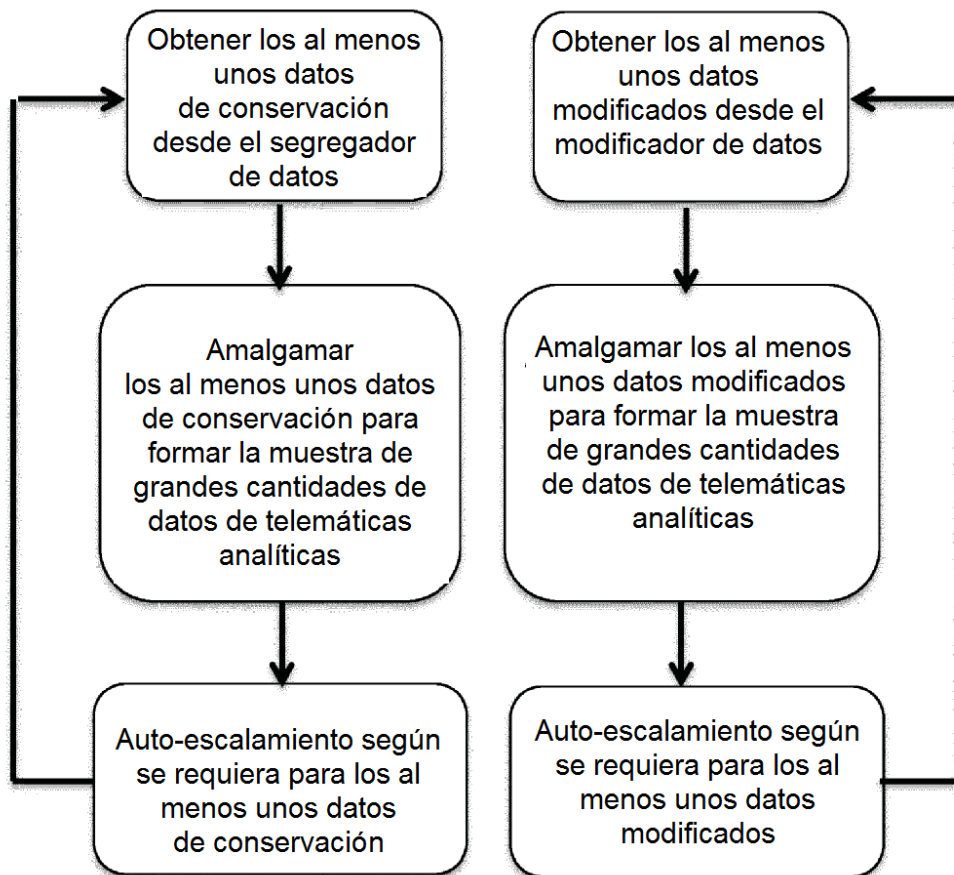 Obtener los al menos
unos datos
de conservación
desde el segregador
de datos
Amalgamar
los al menos unos datos
de conservación para
formar la muestra de
grandes cantidades de
datos de telemáticas
analíticas
Auto-escalamiento según
se requiera para los al
menos unos datos
de conservación
Obtener los al menos
unos datos
modificados desde el
modificador de datos
Amalgamar los al menos
unos datos modificados
para formar la muestra
de grandes cantidades
de datos de telemáticas
analíticas
Auto-escalamiento según
se requiera para los al
menos unos datos
modificados